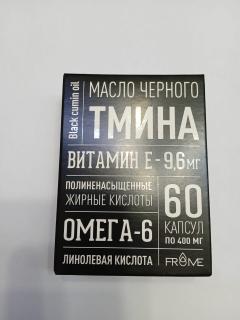 Black cumin oil
МАСЛО ЧЕРНОГО
ТМИНА
ВИТАМИН Е-9,6 мг
ПОЛИНЕНАСЫЩЕННЫЕ
ЖИРНЫЕ КИСЛОТЫ
ОМЕГА-6
ЛИНОЛЕВАЯ КИСЛОТА
60
КАПСУЛ
ПО 400 МГ
FROME